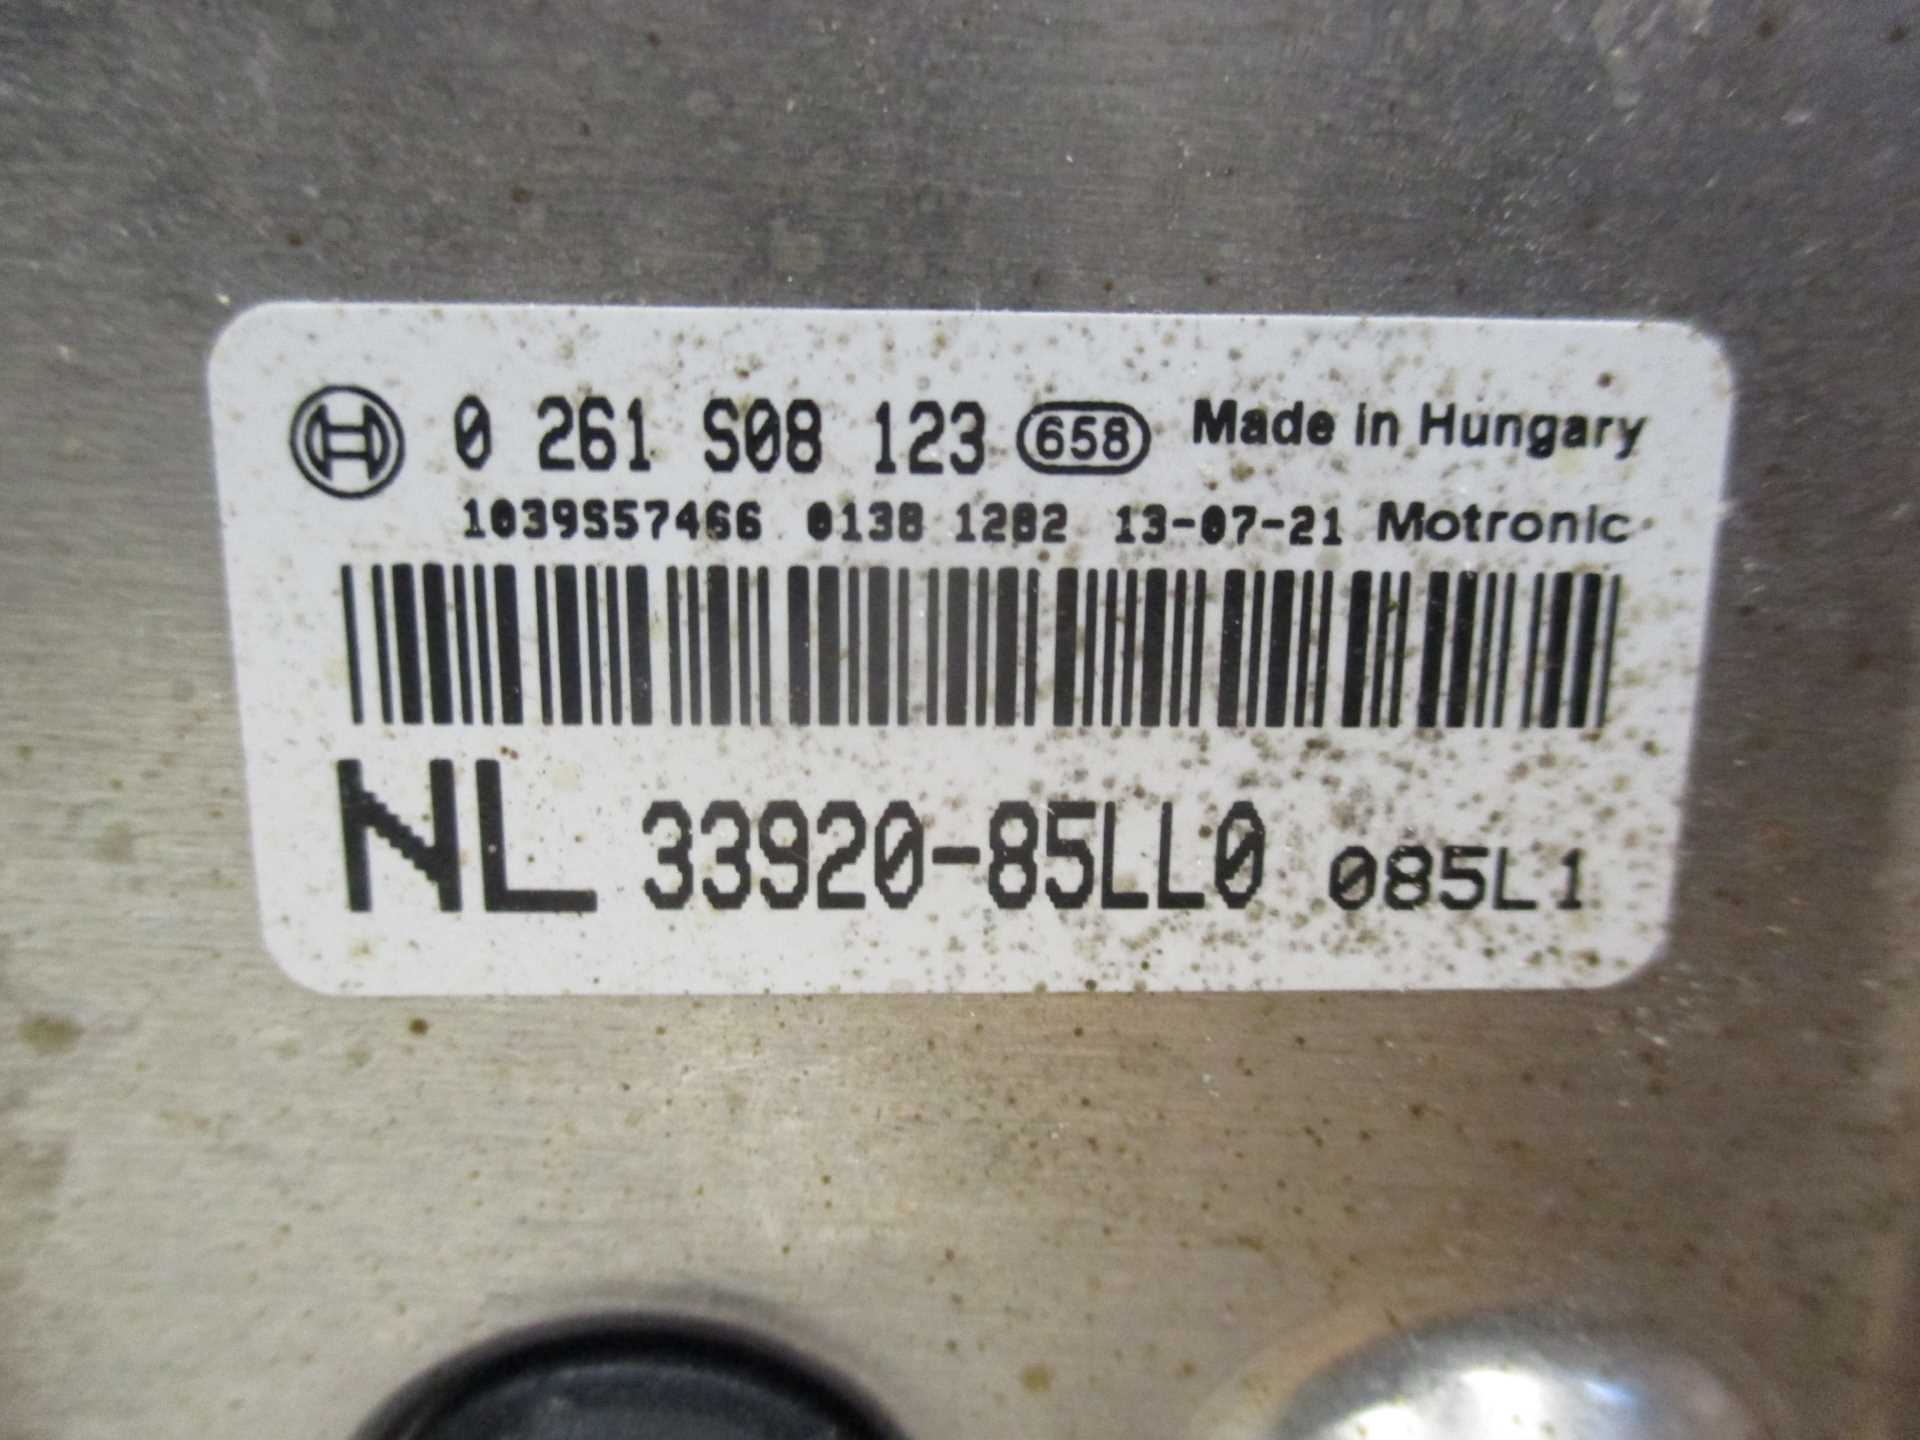 0 261 S08 123 658 Made in Hungary
1039S57466 0138 1282 13-07-21 Motronic
NL 33920-85LL0 085L1